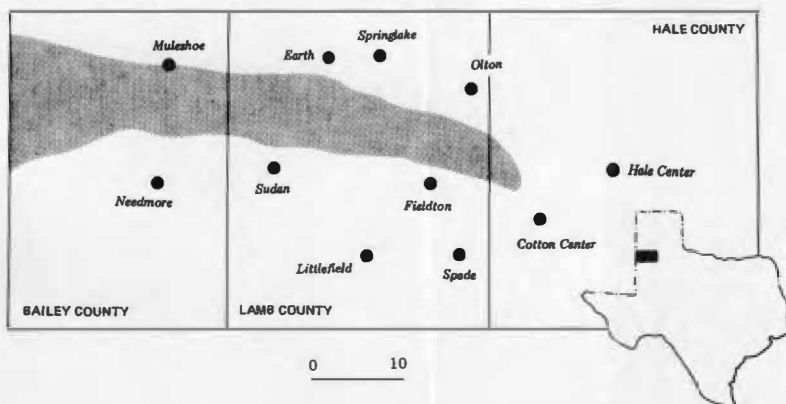 HALE COUNTY
Muleshoe
Earth
Springlake
Olton
Needmore
Sudan
Fieldton
Hale Center
Cotton Center
Littlefield
Spade
BAILEY COUNTY
LAMB COUNTY
0 10